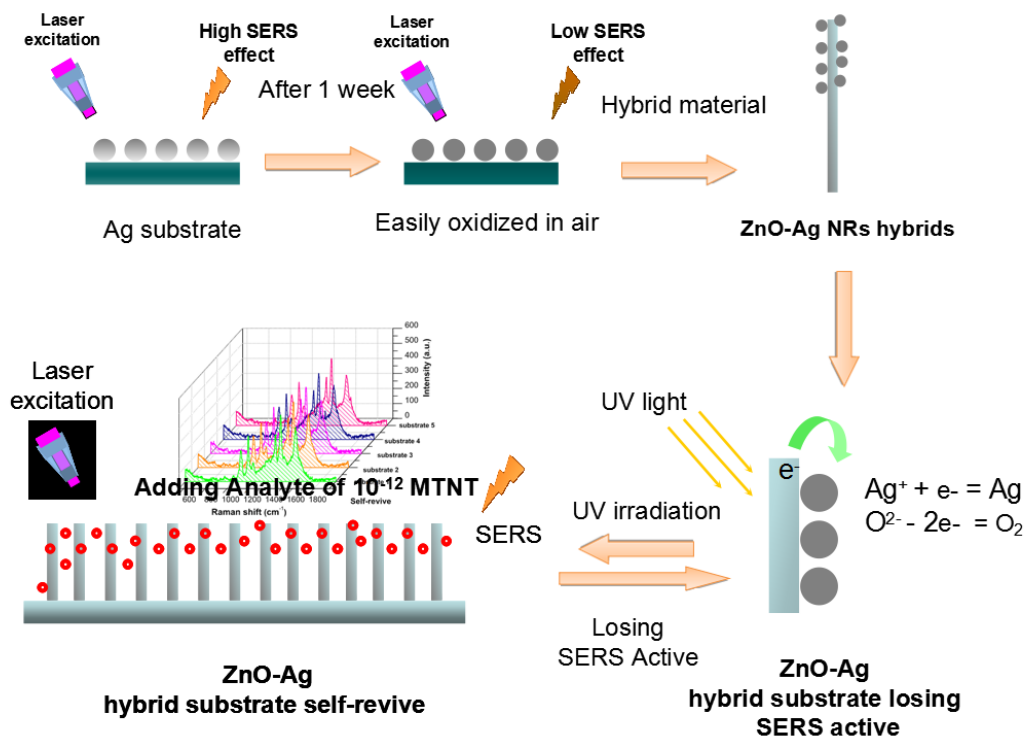 Laser
excitation
High SERS
effect
After 1 week
Laser
excitation
Low SERS
effect
Hybrid material
Ag substrate
Easily oxidized in air
ZnO-Ag NRs hybrids
Laser
excitation
600
500
400
300
200
100
0
Intensity (a.u.)
substrate 5
substrate 4
substrate 3
substrate 2
Self-revive
Adding Analyte of 10⁻¹² MTNT
600 800 1000 1200 1400 1600 1800
Raman shift (cm⁻¹)
SERS
ZnO-Ag
hybrid substrate self-revive
UV light
UV irradiation
Losing
SERS Active
e⁻
Ag⁺ + e- = Ag
O²⁻ - 2e- = O₂
ZnO-Ag
hybrid substrate losing
SERS active